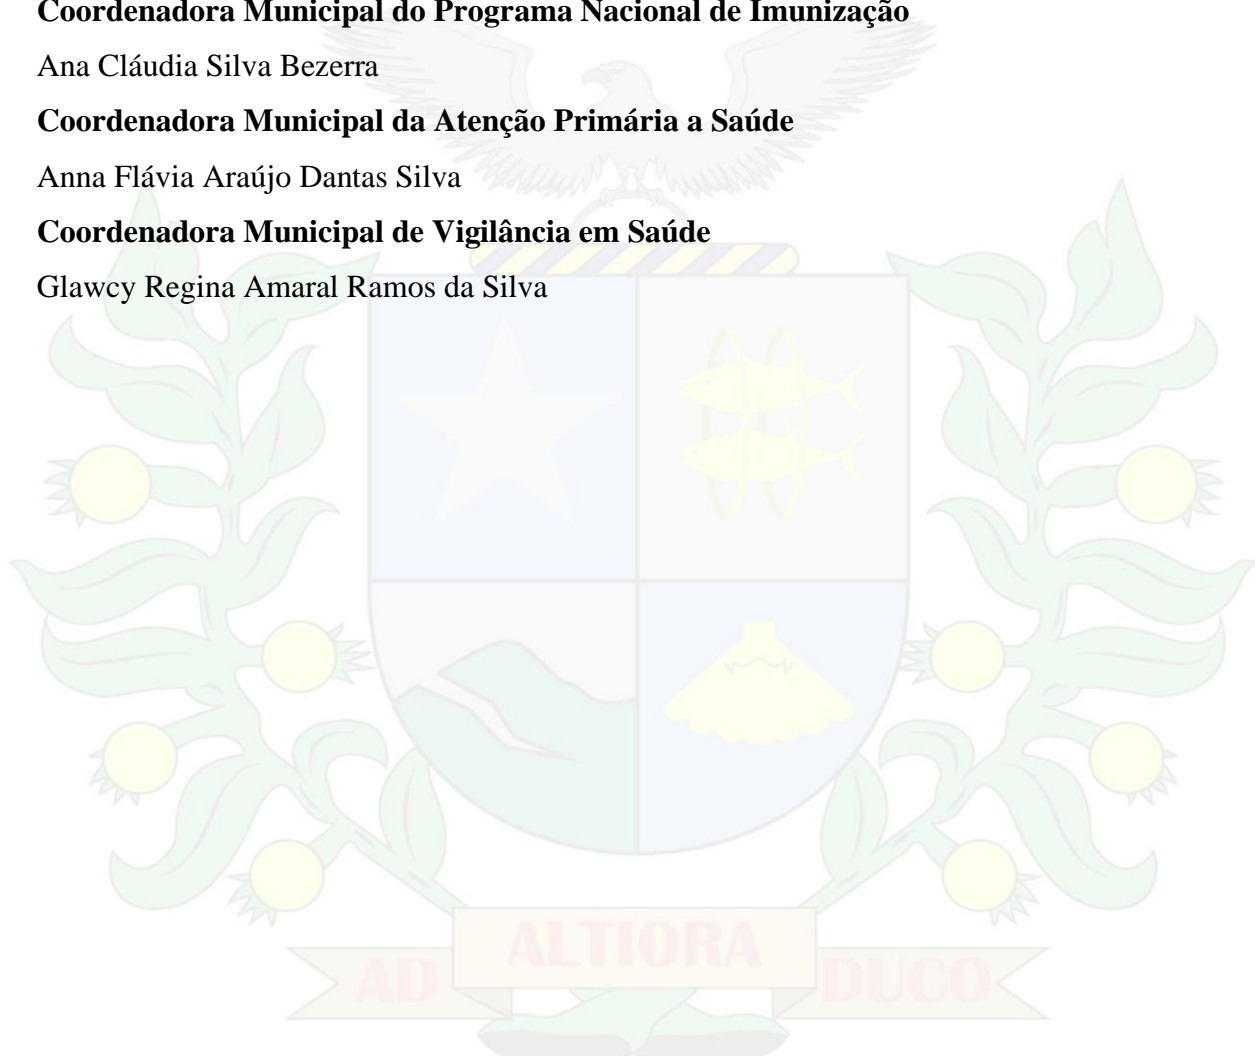 Coordenadora Municipal do Programa Nacional de Imunização
Ana Cláudia Silva Bezerra
Coordenadora Municipal da Atenção Primária a Saúde
Anna Flávia Araújo Dantas Silva
Coordenadora Municipal de Vigilância em Saúde
Glawcy Regina Amaral Ramos da Silva
AD ALTIORA DUCO